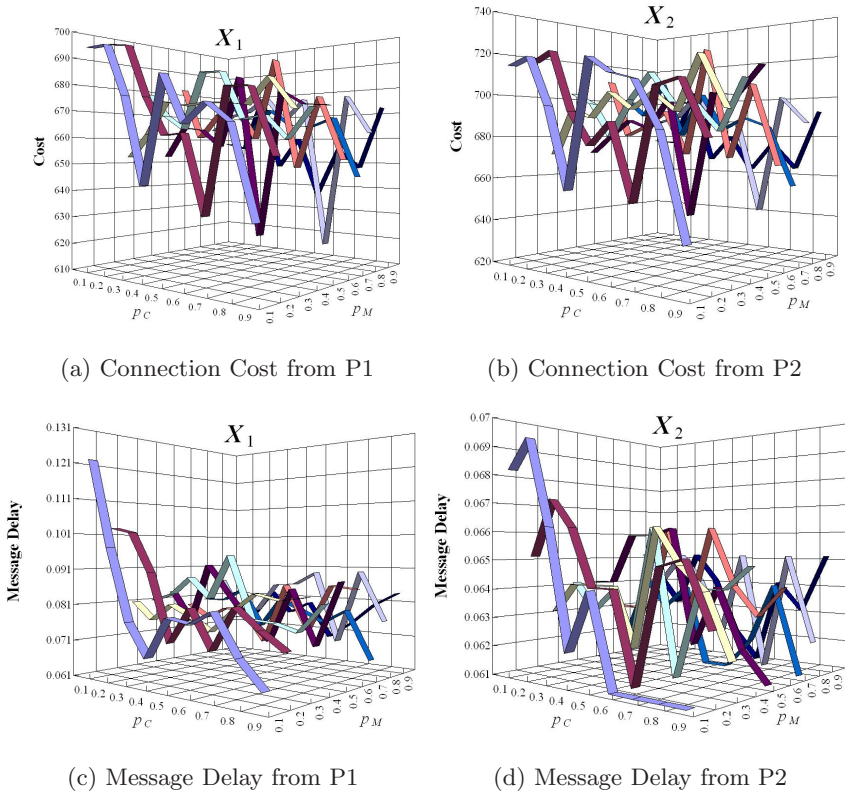 X1
700
690
680
670
660
650
640
630
620
610
Cost
0.1 0.2 0.3 0.4 0.5 0.6 0.7 0.8 0.9
pC
0.1 0.2 0.3 0.4 0.5 0.6 0.7 0.8 0.9
pM
(a) Connection Cost from P1
X2
740
720
700
680
660
640
620
Cost
0.1 0.2 0.3 0.4 0.5 0.6 0.7 0.8 0.9
pC
0.1 0.2 0.3 0.4 0.5 0.6 0.7 0.8 0.9
pM
(b) Connection Cost from P2
X1
0.131
0.121
0.111
0.101
0.091
0.081
0.071
0.061
Message Delay
0.1 0.2 0.3 0.4 0.5 0.6 0.7 0.8 0.9
pC
0.1 0.2 0.3 0.4 0.5 0.6 0.7 0.8 0.9
pM
(c) Message Delay from P1
X2
0.07
0.069
0.068
0.067
0.066
0.065
0.064
0.063
0.062
0.061
Message Delay
0.1 0.2 0.3 0.4 0.5 0.6 0.7 0.8 0.9
pC
0.1 0.2 0.3 0.4 0.5 0.6 0.7 0.8 0.9
pM
(d) Message Delay from P2